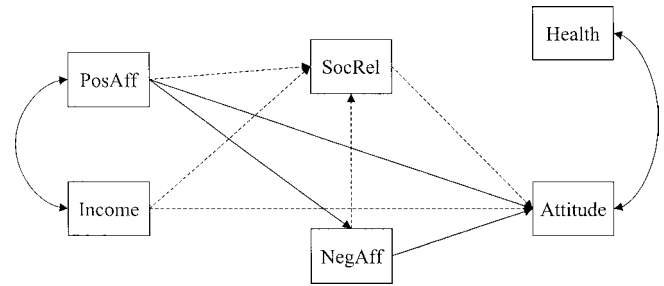 Health
SocRel
PosAff
Income
Attitude
NegAff